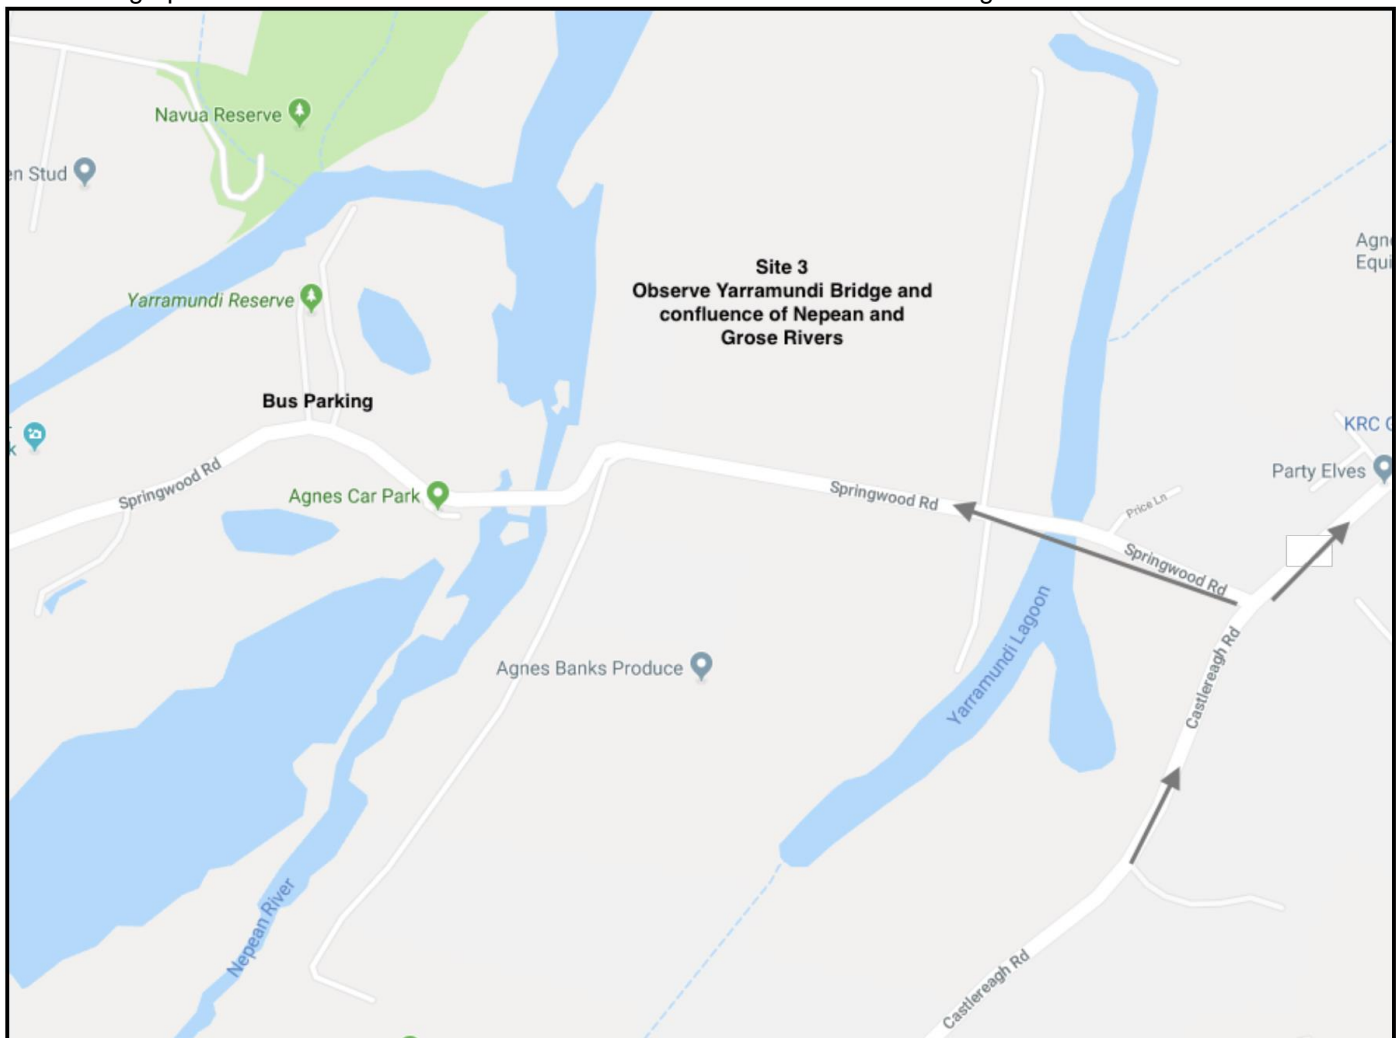 Navua Reserve
en Stud
Agn
Equi
Site 3
Observe Yarramundi Bridge and
confluence of Nepean and
Grose Rivers
Yarramundi Reserve
Bus Parking
k
KRC
Party Elves
Springwood Rd
Agnes Car Park
Springwood Rd
Price Ln
Springwood Rd
Yarramundi Lagoon
Castlereagh Rd
Agnes Banks Produce
Nepean River
Castlereagh Rd